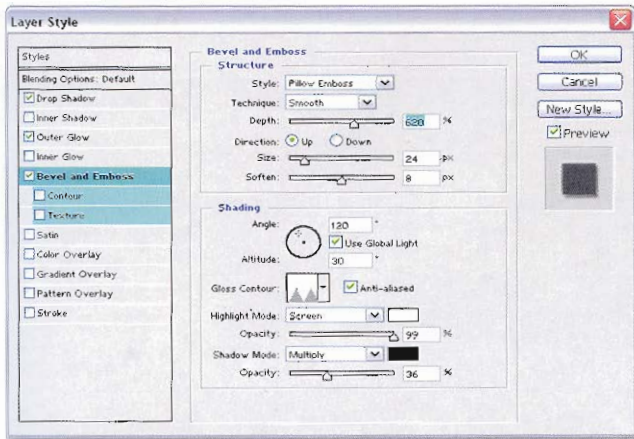 Layer Style
Styles
Blending Options: Default
Drop Shadow
Inner Shadow
Outer Glow
Inner Glow
Bevel and Emboss
Contour
Texture
Satin
Color Overlay
Gradient Overlay
Pattern Overlay
Stroke
Bevel and Emboss
Structure
Style: Pillow Emboss
Technique: Smooth
Depth: 620 %
Direction: Up Down
Size: 24 px
Soften: 8 px
Shading
Angle: 120 °
Use Global Light
Altitude: 30 °
Gloss Contour: Anti-aliased
Highlight Mode: Screen
Opacity: 99 %
Shadow Mode: Multiply
Opacity: 36 %
OK
Cancel
New Style...
Preview